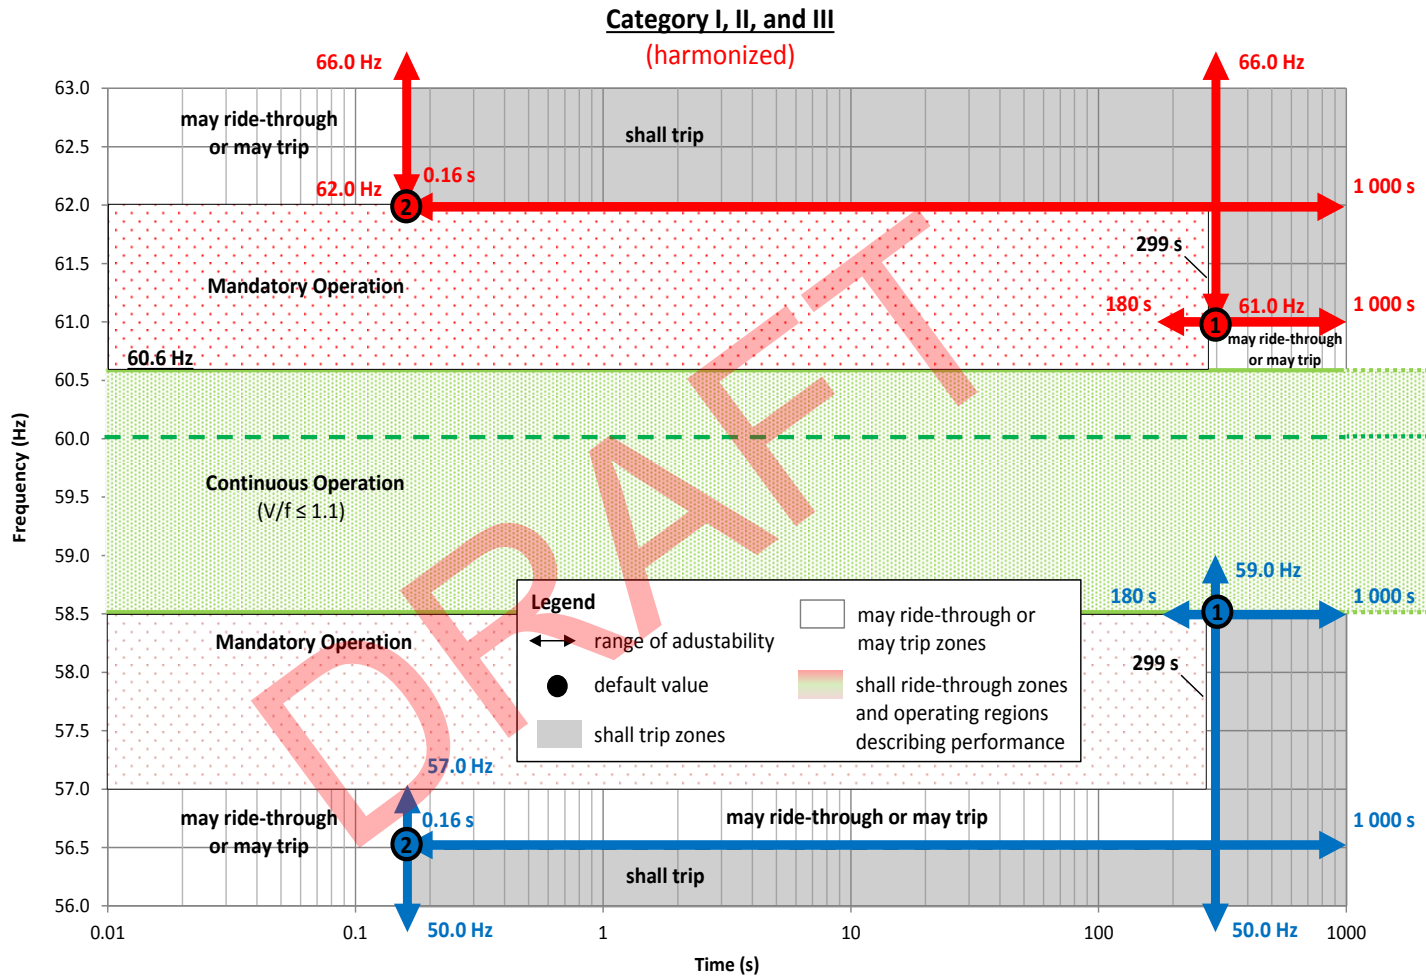 Category I, II, and III
(harmonized)
66.0 Hz
66.0 Hz
63.0
may ride-through
or may trip
shall trip
62.5
62.0 Hz
0.16 s
1 000 s
62.0
2
299 s
61.5
Mandatory Operation
180 s
61.0 Hz
1 000 s
61.0
1
may ride-through
or may trip
60.6 Hz
60.5
60.0
Continuous Operation
(V/f ≤ 1.1)
59.5
Frequency (Hz)
59.0
59.0 Hz
180 s
1 000 s
58.5
1
Mandatory Operation
Legend
range of adustability
default value
shall trip zones
may ride-through or
may trip zones
shall ride-through zones
and operating regions
describing performance
58.0
299 s
57.5
57.0 Hz
57.0
may ride-through
or may trip
0.16 s
may ride-through or may trip
1 000 s
56.5
2
shall trip
56.0
50.0 Hz
50.0 Hz
0.01
0.1
1
10
100
1000
Time (s)
DRAFT